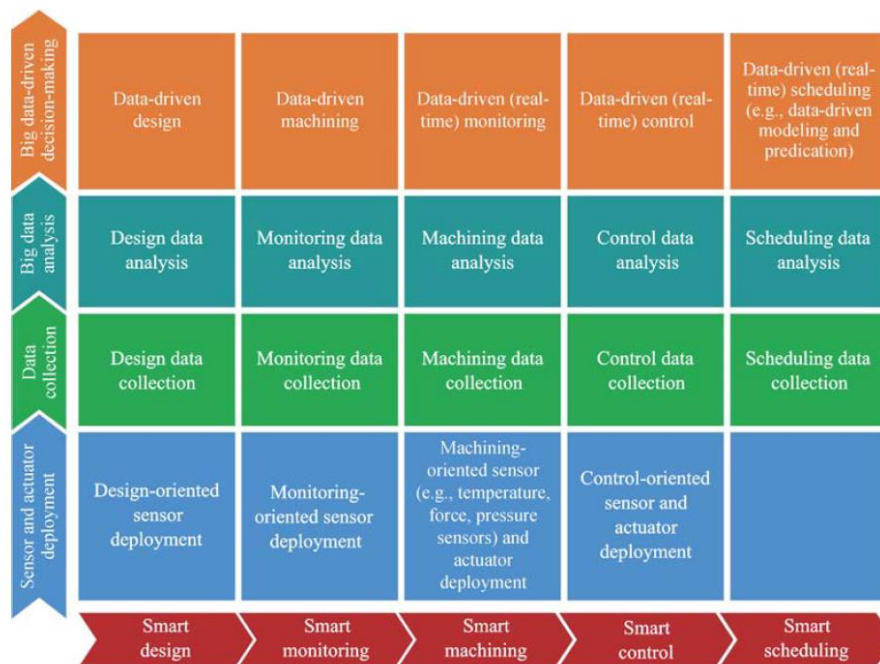 Big data-driven
decision-making
Data-driven
design
Data-driven
machining
Data-driven (real-
time) monitoring
Data-driven (real-
time) control
Data-driven (real-
time) scheduling
(e.g., data-driven
modeling and
predication)
Big data
analysis
Design data
analysis
Monitoring data
analysis
Machining data
analysis
Control data
analysis
Scheduling data
analysis
Data
collection
Design data
collection
Monitoring data
collection
Machining data
collection
Control data
collection
Scheduling data
collection
Sensor and actuator
deployment
Design-oriented
sensor
deployment
Monitoring-
oriented sensor
deployment
Machining-
oriented sensor
(e.g., temperature,
force, pressure
sensors) and
actuator
deployment
Control-oriented
sensor and
actuator
deployment
Smart
design
Smart
monitoring
Smart
machining
Smart
control
Smart
scheduling